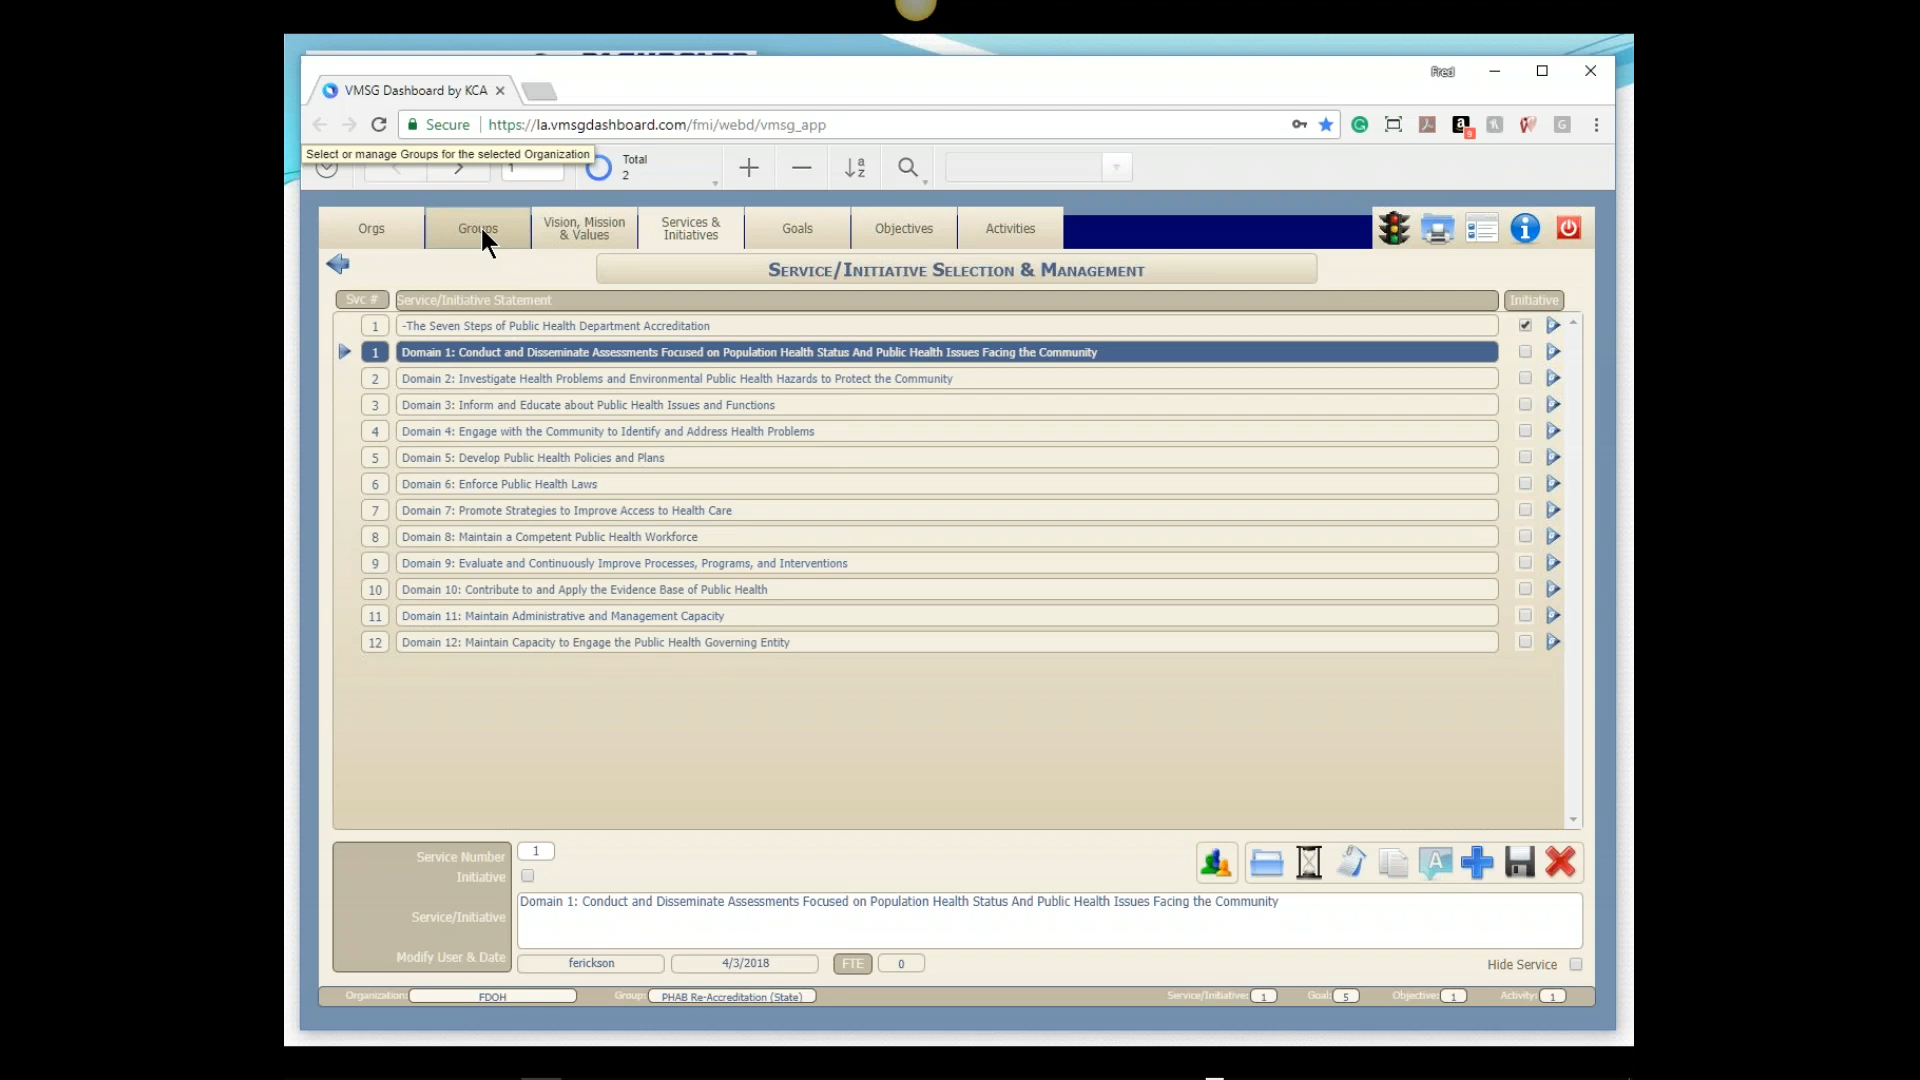 Fred
VMSG Dashboard by KCA
Secure https://la.vmsgdashboard.com/fmi/webd/vmsg_app
Select or manage Groups for the selected Organization
1
Total
2
Orgs
Groups
Vision, Mission
& Values
Services &
Initiatives
Goals
Objectives
Activities
Service/Initiative Selection & Management
Svc # Service/Initiative Statement Initiative
1 -The Seven Steps of Public Health Department Accreditation
1 Domain 1: Conduct and Disseminate Assessments Focused on Population Health Status And Public Health Issues Facing the Community
2 Domain 2: Investigate Health Problems and Environmental Public Health Hazards to Protect the Community
3 Domain 3: Inform and Educate about Public Health Issues and Functions
4 Domain 4: Engage with the Community to Identify and Address Health Problems
5 Domain 5: Develop Public Health Policies and Plans
6 Domain 6: Enforce Public Health Laws
7 Domain 7: Promote Strategies to Improve Access to Health Care
8 Domain 8: Maintain a Competent Public Health Workforce
9 Domain 9: Evaluate and Continuously Improve Processes, Programs, and Interventions
10 Domain 10: Contribute to and Apply the Evidence Base of Public Health
11 Domain 11: Maintain Administrative and Management Capacity
12 Domain 12: Maintain Capacity to Engage the Public Health Governing Entity
Service Number 1
Initiative
Service/Initiative Domain 1: Conduct and Disseminate Assessments Focused on Population Health Status And Public Health Issues Facing the Community
Modify User & Date ferickson 4/3/2018 FTE 0 Hide Service
Organization: FDOH Group: PHAB Re-Accreditation (State) Service/Initiative: 1 Goal: 5 Objective: 1 Activity: 1